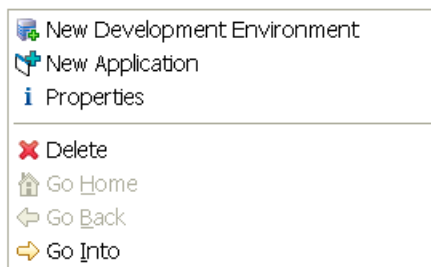 New Development Environment
New Application
Properties
Delete
Go Home
Go Back
Go Into